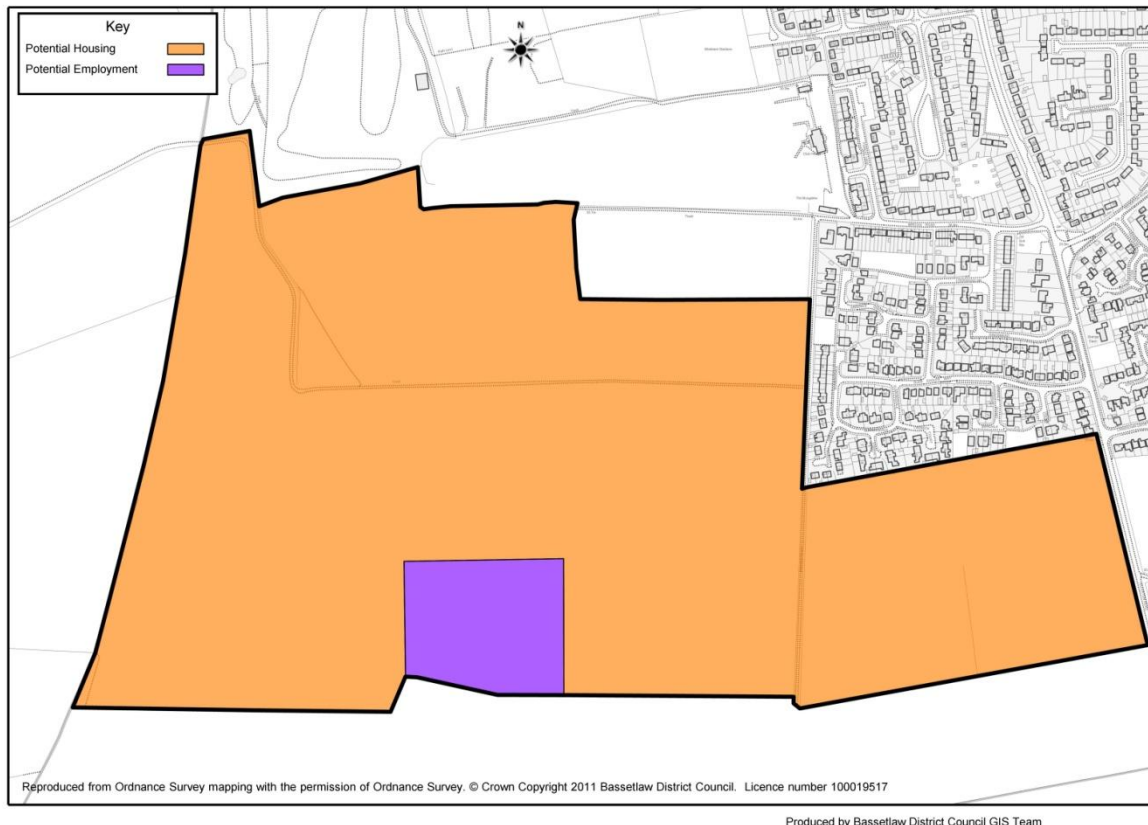 Key
Potential Housing
Potential Employment
N
Track
Reproduced from Ordnance Survey mapping with the permission of Ordnance Survey. © Crown Copyright 2011 Bassetlaw District Council. Licence number 100019517
Produced by Bassetlaw District Council GIS Team